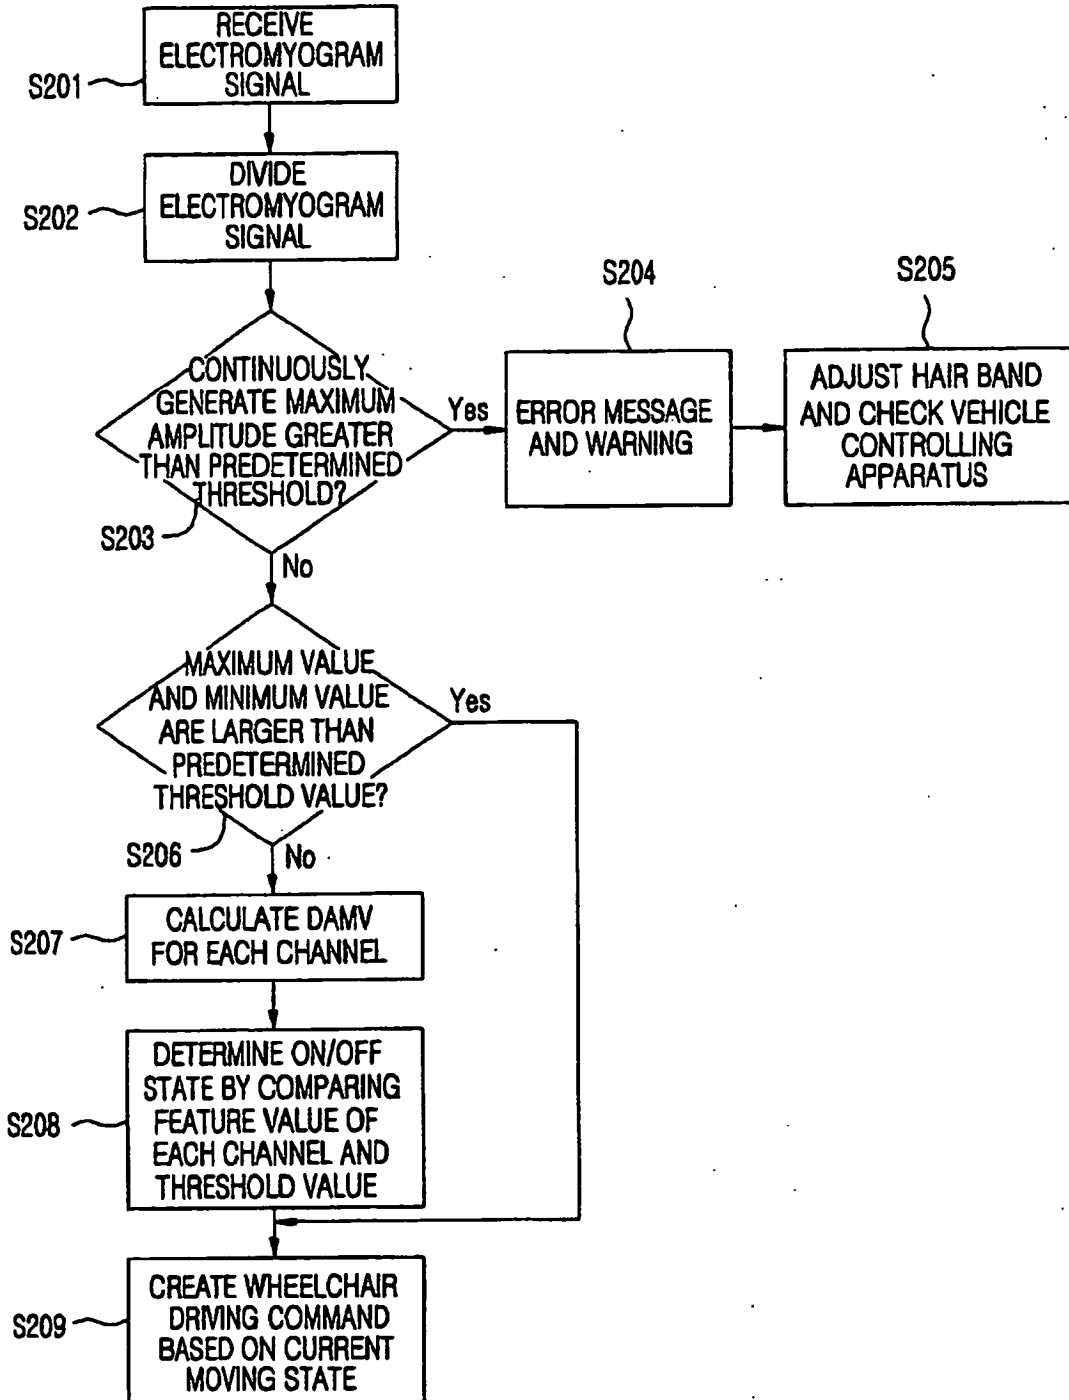 RECEIVE
ELECTROMYOGRAM
SIGNAL
S201
DIVIDE
ELECTROMYOGRAM
SIGNAL
S202
CONTINUOUSLY
GENERATE MAXIMUM
AMPLITUDE GREATER
THAN PREDETERMINED
THRESHOLD?
S203
Yes
No
S204
ERROR MESSAGE
AND WARNING
S205
ADJUST HAIR BAND
AND CHECK VEHICLE
CONTROLLING
APPARATUS
MAXIMUM VALUE
AND MINIMUM VALUE
ARE LARGER THAN
PREDETERMINED
THRESHOLD VALUE?
S206
Yes
No
CALCULATE DAMV
FOR EACH CHANNEL
S207
DETERMINE ON/OFF
STATE BY COMPARING
FEATURE VALUE OF
EACH CHANNEL AND
THRESHOLD VALUE
S208
CREATE WHEELCHAIR
DRIVING COMMAND
BASED ON CURRENT
MOVING STATE
S209